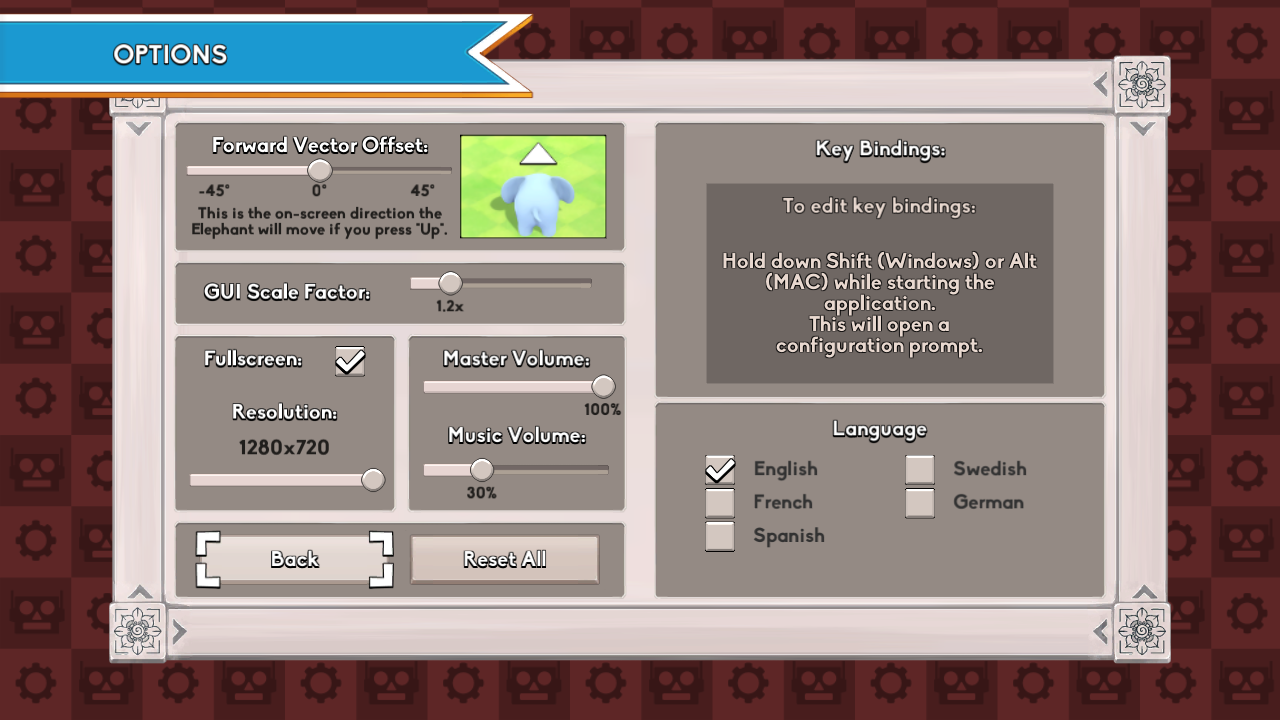 OPTIONS
Forward Vector Offset:
-45° 0° 45°
This is the on-screen direction the
Elephant will move if you press "Up".
GUI Scale Factor:
1.2x
Fullscreen:
Resolution:
1280x720
Master Volume:
100%
Music Volume:
30%
Back
Reset All
Key Bindings:
To edit key bindings:
Hold down Shift (Windows) or Alt
(MAC) while starting the
application.
This will open a
configuration prompt.
Language
English
Swedish
French
German
Spanish